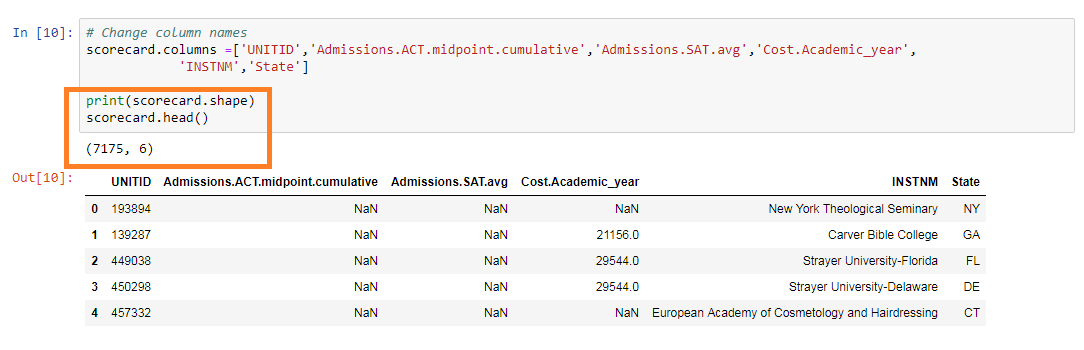 In [10]: # Change column names
scorecard.columns =['UNITID','Admissions.ACT.midpoint.cumulative','Admissions.SAT.avg','Cost.Academic_year',
'INSTNM','State']
print(scorecard.shape)
scorecard.head()
(7175, 6)
Out[10]:
UNITID Admissions.ACT.midpoint.cumulative Admissions.SAT.avg Cost.Academic_year INSTNM State
0 193894 NaN NaN NaN New York Theological Seminary NY
1 139287 NaN NaN 21156.0 Carver Bible College GA
2 449038 NaN NaN 29544.0 Strayer University-Florida FL
3 450298 NaN NaN 29544.0 Strayer University-Delaware DE
4 457332 NaN NaN NaN European Academy of Cosmetology and Hairdressing CT